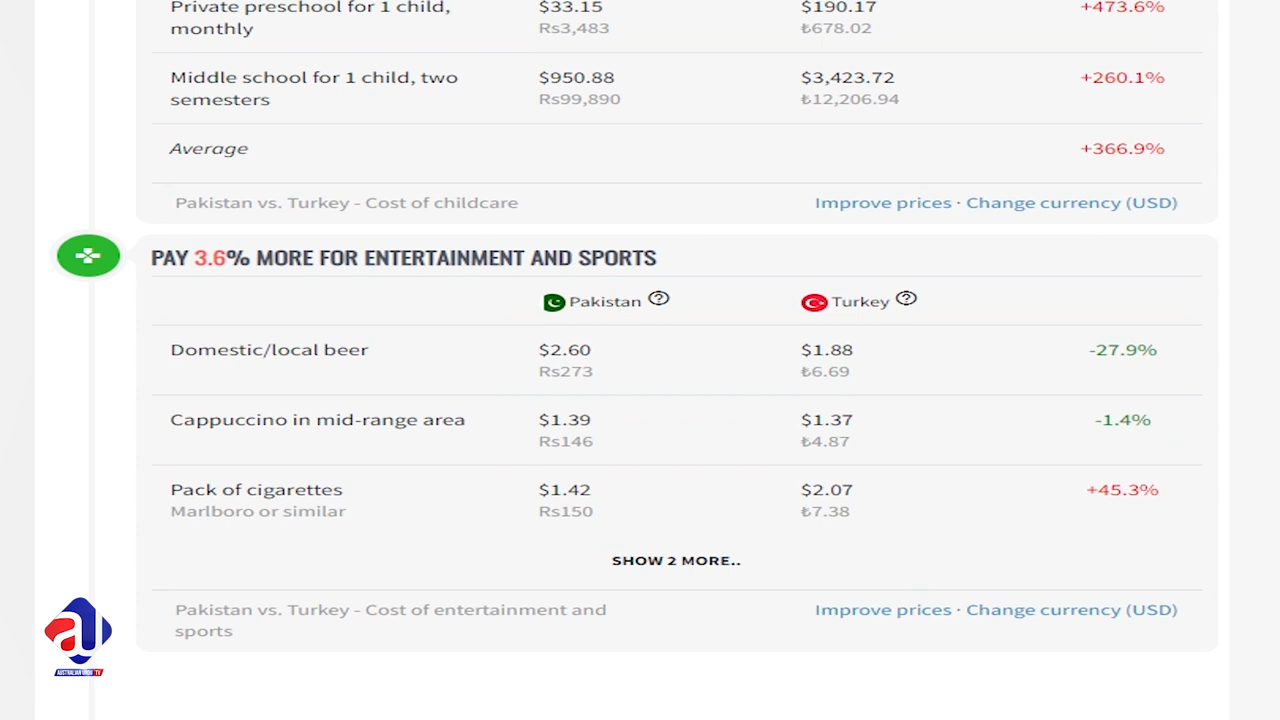 Private preschool for 1 child, $33.15 $190.17 +473.6%
monthly Rs3,483 ₺678.02
Middle school for 1 child, two $950.88 $3,423.72 +260.1%
semesters Rs99,890 ₺12,206.94
Average +366.9%
Pakistan vs. Turkey - Cost of childcare Improve prices · Change currency (USD)
PAY 3.6% MORE FOR ENTERTAINMENT AND SPORTS
Pakistan ? Turkey ?
Domestic/local beer $2.60 $1.88 -27.9%
Rs273 ₺6.69
Cappuccino in mid-range area $1.39 $1.37 -1.4%
Rs146 ₺4.87
Pack of cigarettes $1.42 $2.07 +45.3%
Marlboro or similar Rs150 ₺7.38
SHOW 2 MORE..
Pakistan vs. Turkey - Cost of entertainment and Improve prices · Change currency (USD)
sports